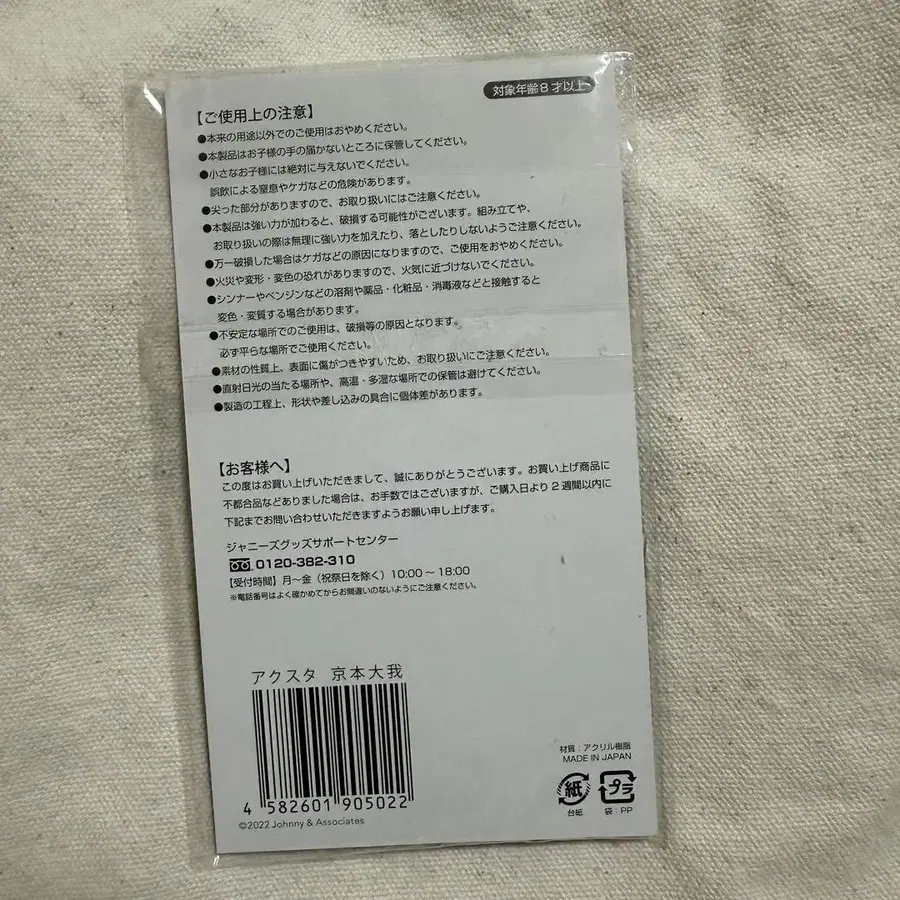 対象年齢8才以上
【ご使用上の注意】
●本来の用途以外でのご使用はおやめください。
●本製品はお子様の手の届かないところに保管してください。
●小さなお子様には絶対に与えないでください。
誤飲による窒息やケガなどの危険があります。
●尖った部分がありますので、お取り扱いにはご注意ください。
●本製品は強い力が加わると、破損する可能性がございます。組み立てや、
お取り扱いの際は無理に強い力を加えたり、落としたりしないようご注意ください。
●万一破損した場合はケガなどの原因になりますので、ご使用をおやめください。
●火災や変形・変色の恐れがありますので、火気に近づけないでください。
●シンナーやベンジンなどの溶剤や薬品・化粧品・消毒液などと接触すると
変色・変質する場合があります。
●不安定な場所でのご使用は、破損等の原因となります。
必ず平らな場所でご使用ください。
●素材の性質上、表面に傷がつきやすいため、お取り扱いにご注意ください。
●直射日光の当たる場所や、高温・多湿な場所での保管は避けてください。
●製造の工程上、形状や差し込みの具合に個体差があります。
【お客様へ】
この度はお買い上げいただきまして、誠にありがとうございます。お買い上げ商品に
不都合品などありました場合は、お手数ではございますが、ご購入日より2週間以内に
下記までお問い合わせいただきますようお願い申し上げます。
ジャニーズグッズサポートセンター
0120-382-310
【受付時間】月〜金（祝祭日を除く）10:00〜18:00
※電話番号はよく確かめてからお間違いのないようにご注意ください。
アクスタ 京本大我
4 582601 905022
©2022 Johnny & Associates
材質：アクリル樹脂
MADE IN JAPAN
紙 プラ
台紙 袋：PP